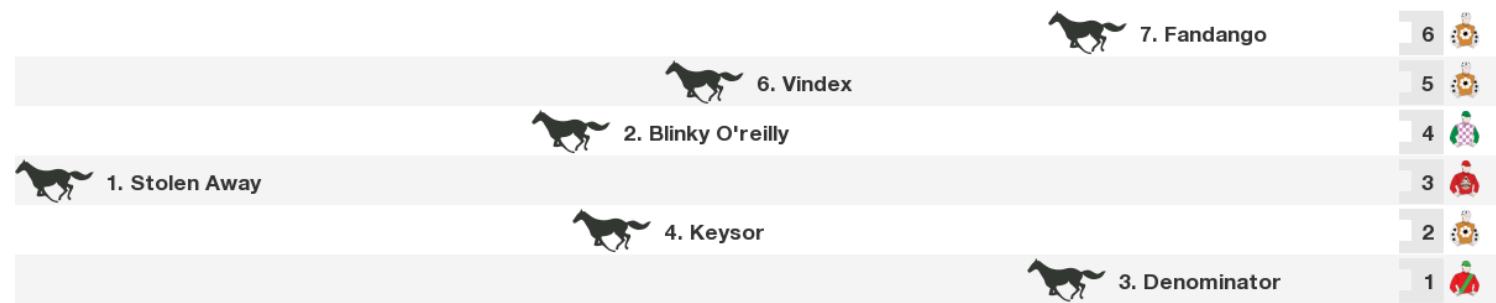 7. Fandango 6
6. Vindex 5
2. Blinky O'reilly 4
1. Stolen Away 3
4. Keysor 2
3. Denominator 1